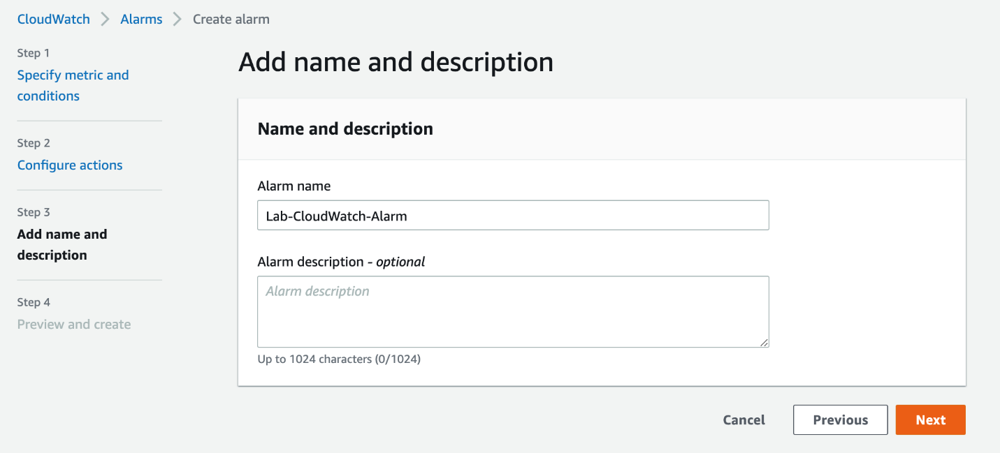 CloudWatch > Alarms > Create alarm
Step 1
Specify metric and
conditions
Step 2
Configure actions
Step 3
Add name and
description
Step 4
Preview and create
Add name and description
Name and description
Alarm name
Lab-CloudWatch-Alarm
Alarm description - optional
Alarm description
Up to 1024 characters (0/1024)
Cancel Previous Next